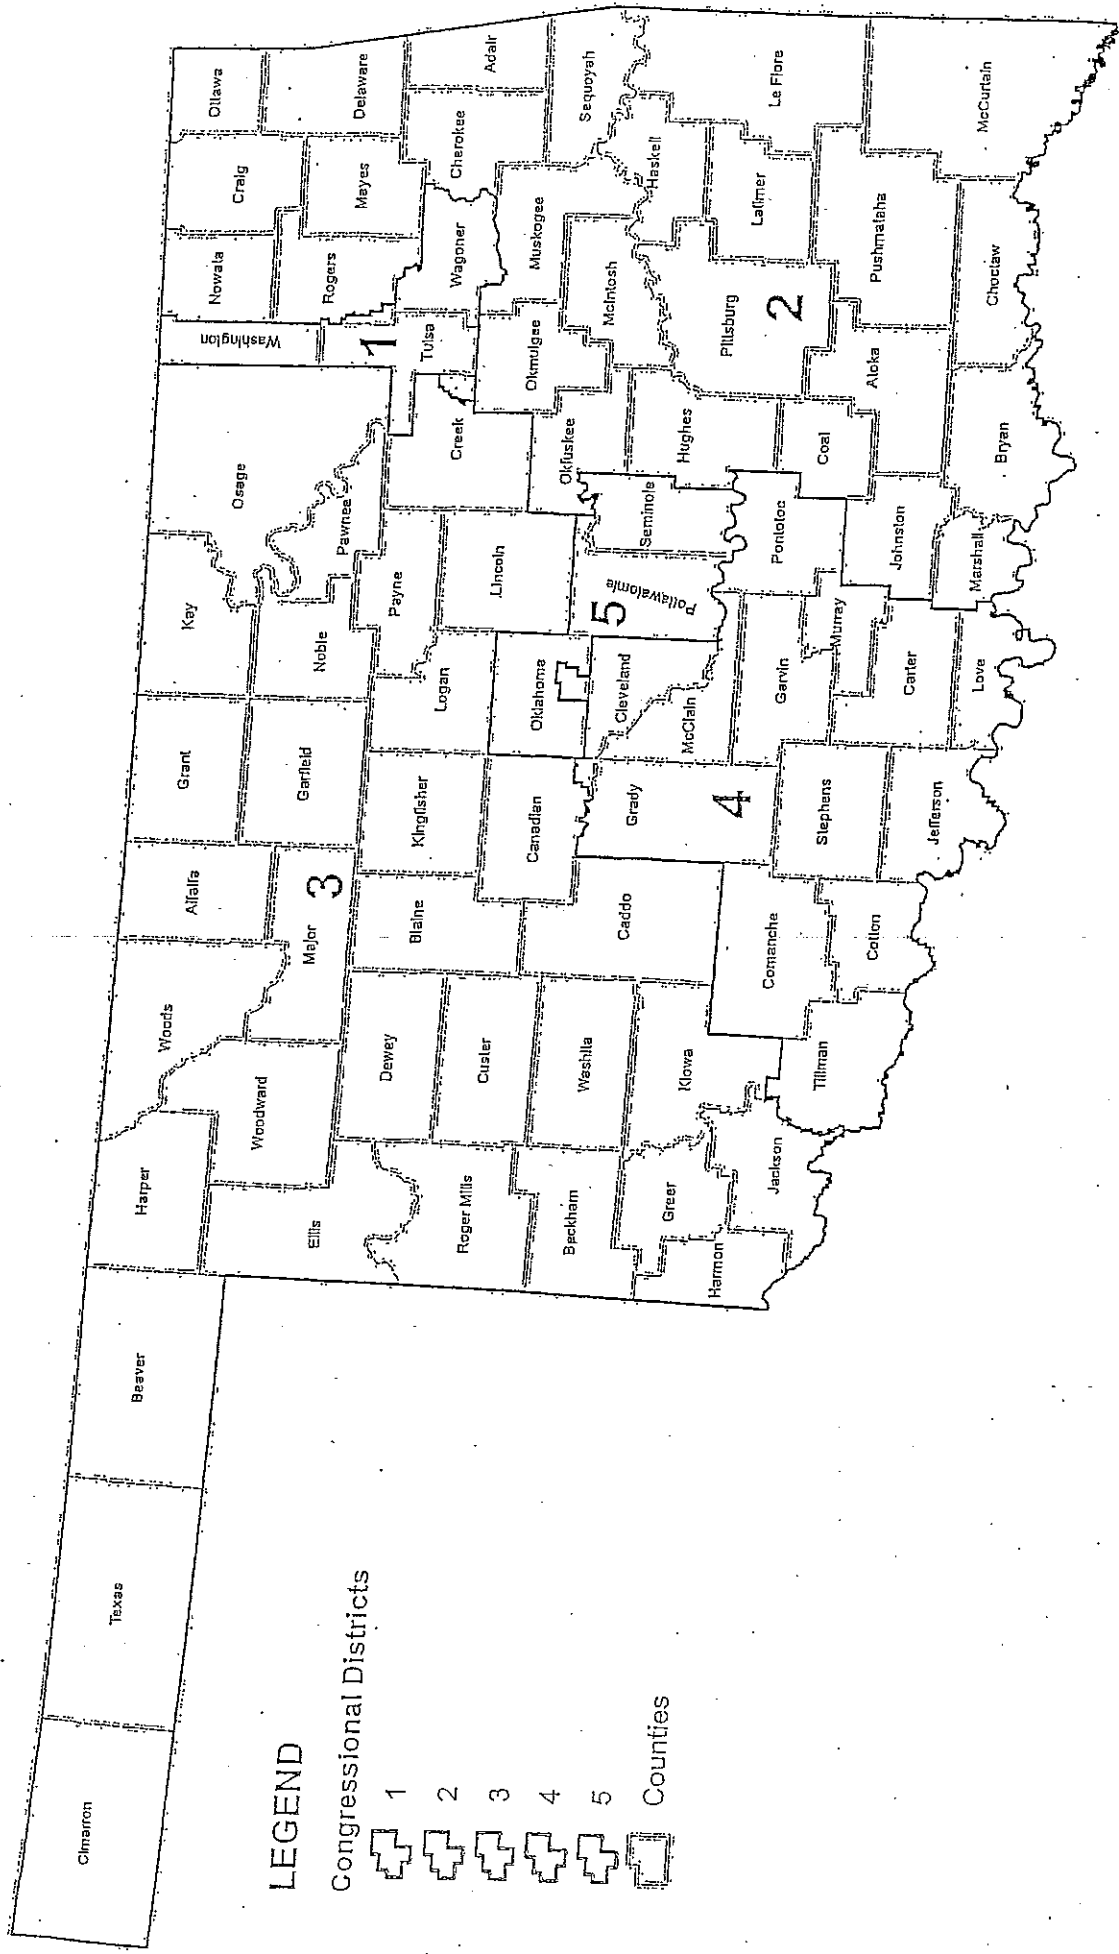 Cimarron
Texas
Beaver
Harper
Woods
Alfalfa
Grant
Kay
Osage
Washington
Nowata
Craig
Ottawa
Ellis
Woodward
Major
3
Garfield
Noble
Pawnee
1
Rogers
Mayes
Delaware
Roger Mills
Dewey
Custer
Blaine
Kingfisher
Logan
Payne
Lincoln
Creek
Tulsa
Wagoner
Cherokee
Adair
Beckham
Washita
Caddo
Canadian
Oklahoma
5
Okfuskee
Okmulgee
Muskogee
McIntosh
Sequoyah
Haskell
Greer
Harmon
Jackson
Kiowa
Comanche
Grady
4
Cleveland
McClain
Pottawatomie
Seminole
Hughes
Pittsburg
2
Latimer
Le Flore
Tillman
Cotton
Stephens
Jefferson
Garvin
Murray
Carter
Love
Pontotoc
Johnston
Marshall
Coal
Atoka
Bryan
Pushmataha
Choctaw
McCurtain
LEGEND
Congressional Districts
1
2
3
4
5
Counties